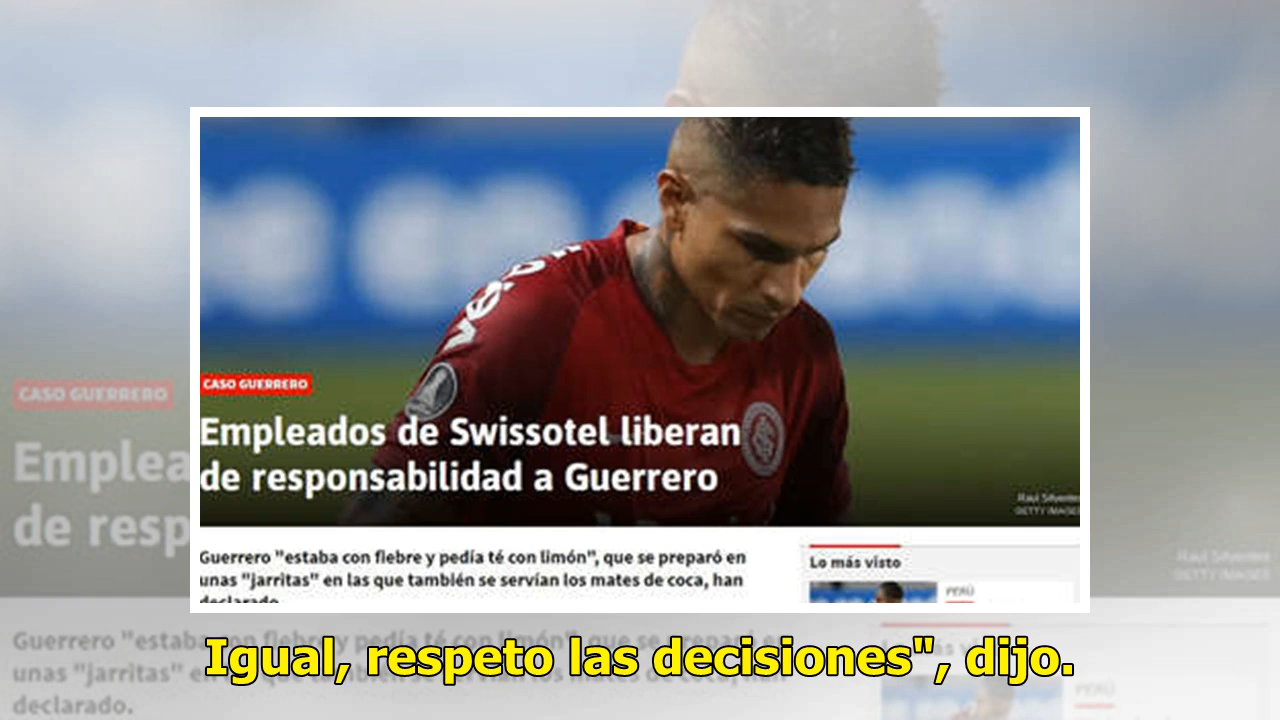 CASO GUERRERO
Empleados de Swissotel liberan
de responsabilidad a Guerrero
Raul Sifuentes
GETTY IMAGES
Guerrero "estaba con fiebre y pedía té con limón", que se preparó en
unas "jarritas" en las que también se servían los mates de coca, han
declarado.
Lo más visto
PERÚ
Igual, respeto las decisiones", dijo.